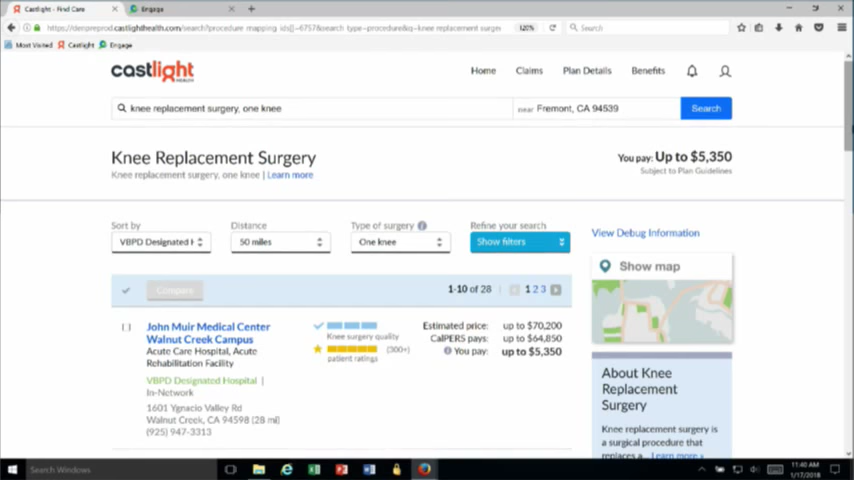 Castlight - Find Care
Engage
https://denpreprod.castlighthealth.com/search?procedure_mapping_ids[]=6757&search_type=procedure&q=knee replacement surger
120%
Search
Most Visited Castlight Engage
castlight
HEALTH
Home Claims Plan Details Benefits
knee replacement surgery, one knee
near Fremont, CA 94539
Search
Knee Replacement Surgery
Knee replacement surgery, one knee | Learn more
You pay: Up to $5,350
Subject to Plan Guidelines
Sort by Distance Type of surgery Refine your search
VBPD Designated 50 miles One knee Show filters
View Debug Information
Show map
Compare
1-10 of 28 | 1 2 3
John Muir Medical Center
Walnut Creek Campus
Acute Care Hospital, Acute
Rehabilitation Facility
VBPD Designated Hospital |
In-Network
1601 Ygnacio Valley Rd
Walnut Creek, CA 94598 (28 mi)
(925) 947-3313
Knee surgery quality
(300+)
patient ratings
Estimated price: up to $70,200
CalPERS pays: up to $64,850
You pay: up to $5,350
About Knee
Replacement
Surgery
Knee replacement surgery is
a surgical procedure that
replaces a... Learn more
Search Windows
11:40 AM
1/17/2018